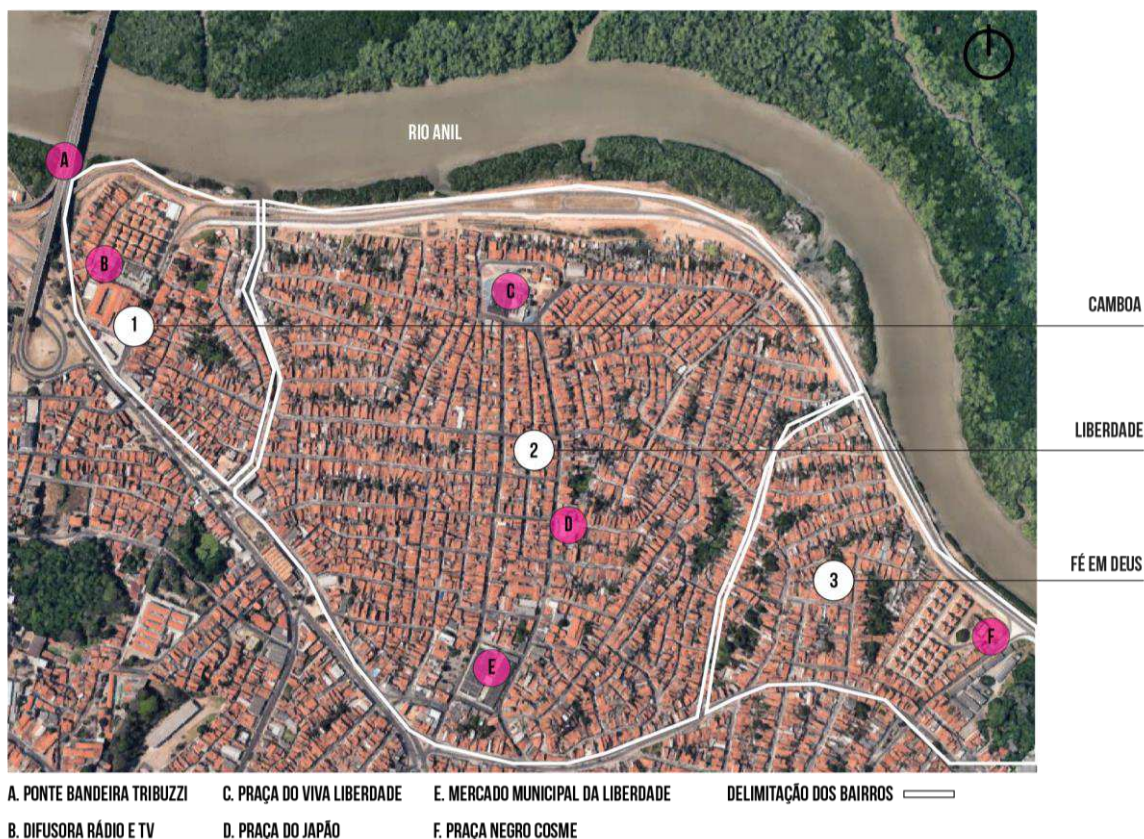 RIO ANIL
A
B
C
1
CAMBOA
2
LIBERDADE
D
3
FÉ EM DEUS
F
E
A. PONTE BANDEIRA TRIBUZZI
C. PRAÇA DO VIVA LIBERDADE
E. MERCADO MUNICIPAL DA LIBERDADE
DELIMITAÇÃO DOS BAIRROS
B. DIFUSORA RÁDIO E TV
D. PRAÇA DO JAPÃO
F. PRAÇA NEGRO COSME